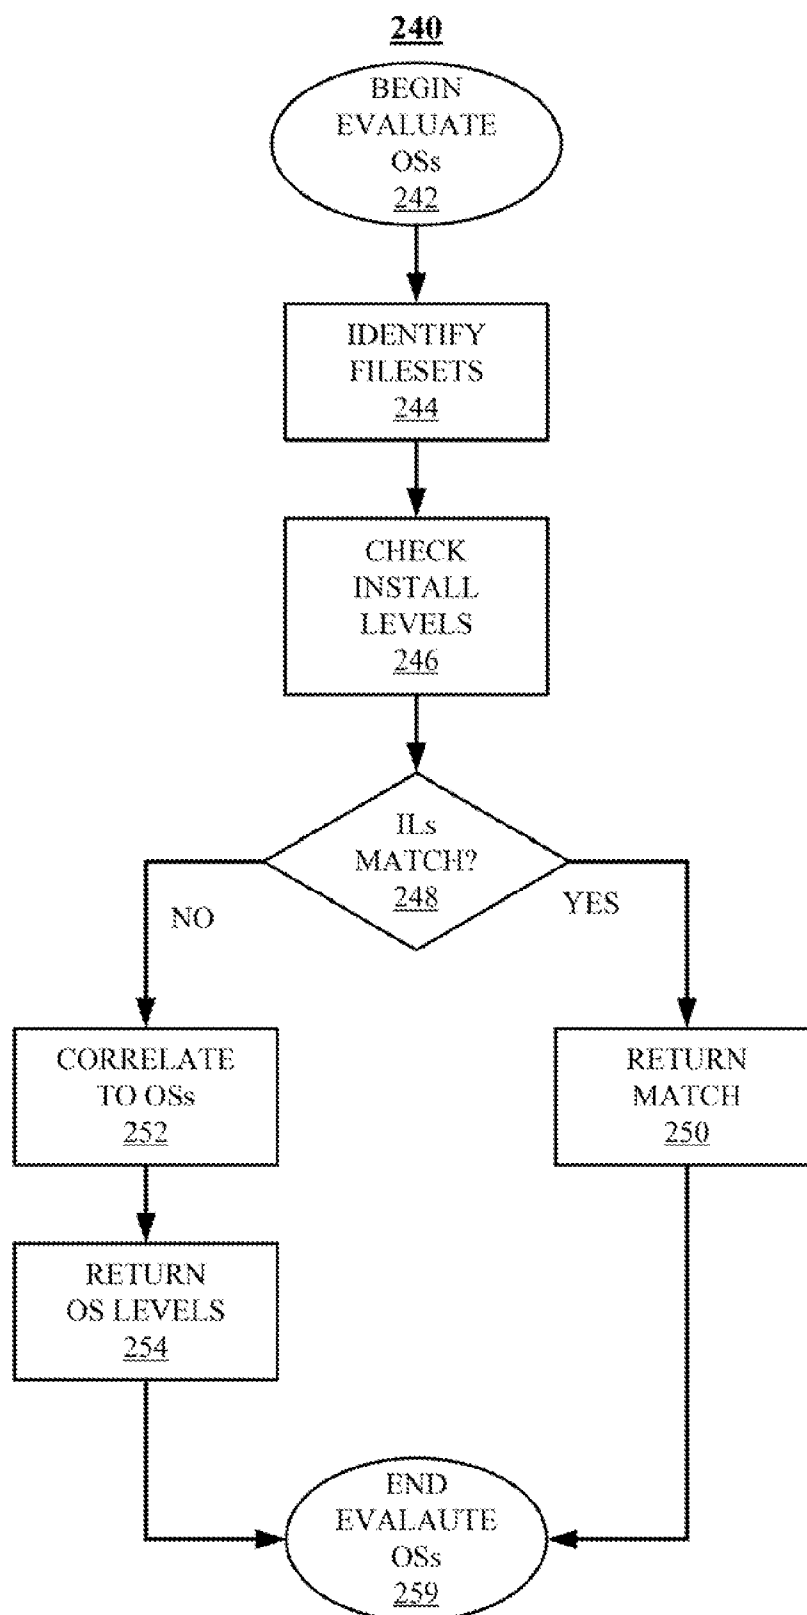 240
BEGIN
EVALUATE
OSs
242
IDENTIFY
FILESETS
244
CHECK
INSTALL
LEVELS
246
ILs
MATCH?
248
NO
YES
CORRELATE
TO OSs
252
RETURN
MATCH
250
RETURN
OS LEVELS
254
END
EVALAUTE
OSs
259